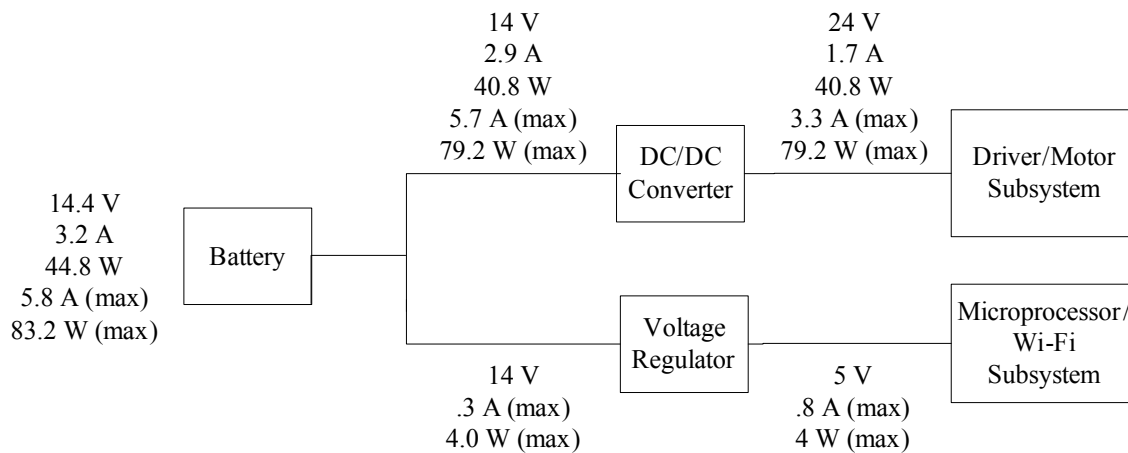 14 V
2.9 A
40.8 W
5.7 A (max)
79.2 W (max)
24 V
1.7 A
40.8 W
3.3 A (max)
79.2 W (max)
DC/DC
Converter
Driver/Motor
Subsystem
14.4 V
3.2 A
44.8 W
5.8 A (max)
83.2 W (max)
Battery
Voltage
Regulator
Microprocessor/
Wi-Fi
Subsystem
14 V
.3 A (max)
4.0 W (max)
5 V
.8 A (max)
4 W (max)